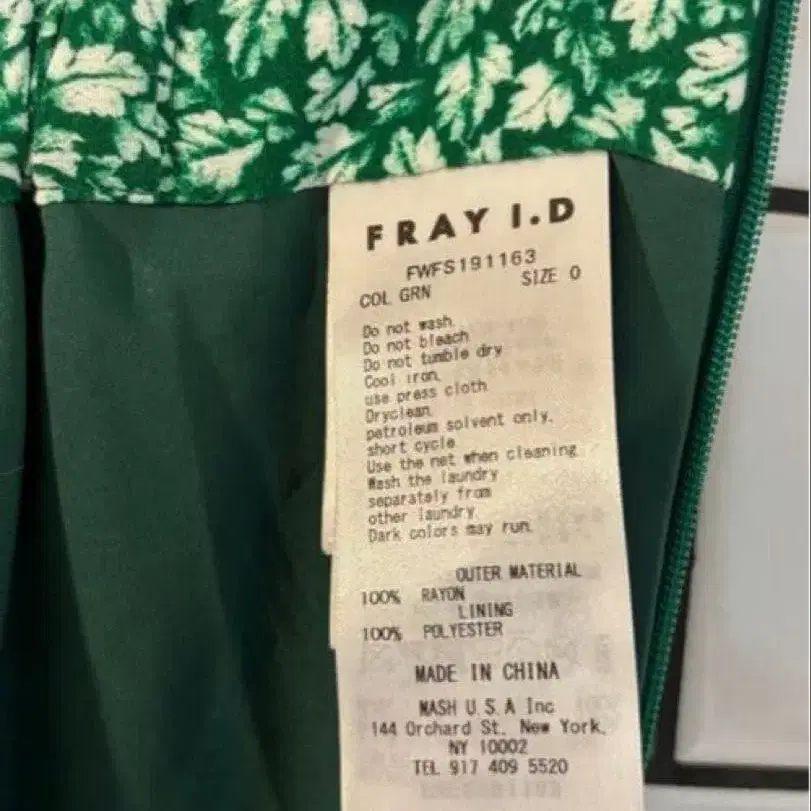 FRAY I.D
FWFS191163
COL GRN SIZE 0
Do not wash.
Do not bleach
Do not tumble dry
Cool iron.
use press cloth
Dryclean.
petroleum solvent only.
short cycle
Use the net when cleaning
Wash the laundry
separately from
other laundry.
Dark colors may run.
OUTER MATERIAL
100% RAYON
LINING
100% POLYESTER
MADE IN CHINA
MASH U.S.A Inc
144 Orchard St. New York,
NY 10002
TEL 917 409 5520